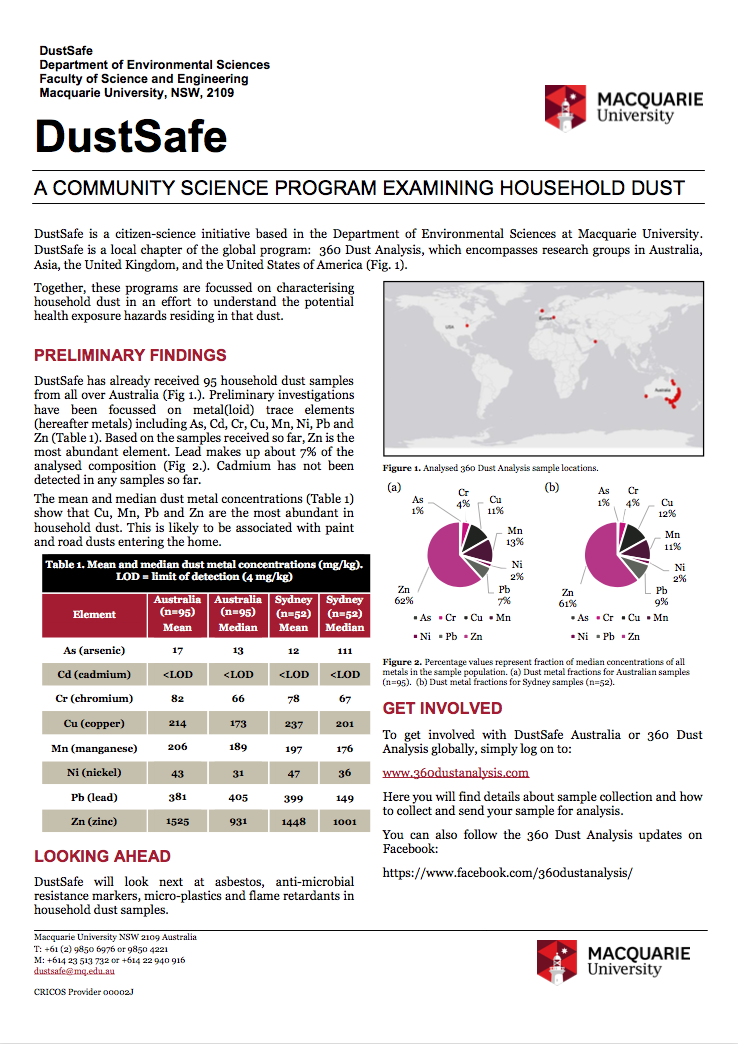 DustSafe
Department of Environmental Sciences
Faculty of Science and Engineering
Macquarie University, NSW, 2109
MACQUARIE
University
DustSafe
A COMMUNITY SCIENCE PROGRAM EXAMINING HOUSEHOLD DUST
DustSafe is a citizen-science initiative based in the Department of Environmental Sciences at Macquarie University.
DustSafe is a local chapter of the global program: 360 Dust Analysis, which encompasses research groups in Australia,
Asia, the United Kingdom, and the United States of America (Fig. 1).
Together, these programs are focussed on characterising
household dust in an effort to understand the potential
health exposure hazards residing in that dust.
PRELIMINARY FINDINGS
DustSafe has already received 95 household dust samples
from all over Australia (Fig 1.). Preliminary investigations
have been focussed on metal(loid) trace elements
(hereafter metals) including As, Cd, Cr, Cu, Mn, Ni, Pb and
Zn (Table 1). Based on the samples received so far, Zn is the
most abundant element. Lead makes up about 7% of the
analysed composition (Fig 2.). Cadmium has not been
detected in any samples so far.
The mean and median dust metal concentrations (Table 1)
show that Cu, Mn, Pb and Zn are the most abundant in
household dust. This is likely to be associated with paint
and road dusts entering the home.
Table 1. Mean and median dust metal concentrations (mg/kg).
LOD = limit of detection (4 mg/kg)
Element Australia (n=95) Mean Australia (n=95) Median Sydney (n=52) Mean Sydney (n=52) Median
As (arsenic) 17 13 12 111
Cd (cadmium) <LOD <LOD <LOD <LOD
Cr (chromium) 82 66 78 67
Cu (copper) 214 173 237 201
Mn (manganese) 206 189 197 176
Ni (nickel) 43 31 47 36
Pb (lead) 381 405 399 149
Zn (zinc) 1525 931 1448 1001
LOOKING AHEAD
DustSafe will look next at asbestos, anti-microbial
resistance markers, micro-plastics and flame retardants in
household dust samples.
USA
Europe
Australia
Figure 1. Analysed 360 Dust Analysis sample locations.
(a)
As 1%
Cr 4%
Cu 11%
Mn 13%
Ni 2%
Pb 7%
Zn 62%
As Cr Cu Mn
Ni Pb Zn
(b)
As 1%
Cr 4%
Cu 12%
Mn 11%
Ni 2%
Pb 9%
Zn 61%
As Cr Cu Mn
Ni Pb Zn
Figure 2. Percentage values represent fraction of median concentrations of all
metals in the sample population. (a) Dust metal fractions for Australian samples
(n=95). (b) Dust metal fractions for Sydney samples (n=52).
GET INVOLVED
To get involved with DustSafe Australia or 360 Dust
Analysis globally, simply log on to:
www.360dustanalysis.com
Here you will find details about sample collection and how
to collect and send your sample for analysis.
You can also follow the 360 Dust Analysis updates on
Facebook:
https://www.facebook.com/360dustanalysis/
Macquarie University NSW 2109 Australia
T: +61 (2) 9850 6976 or 9850 4221
M: +614 23 513 732 or +614 22 940 916
dustsafe@mq.edu.au
CRICOS Provider 00002J
MACQUARIE
University